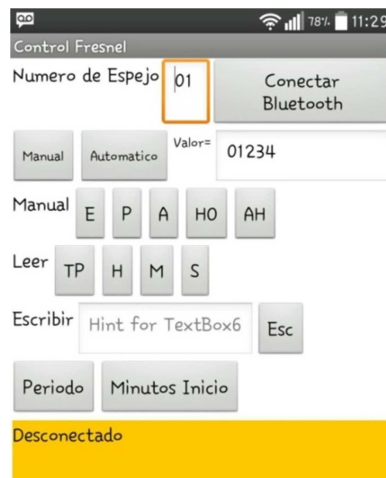 78% 11:29
Control Fresnel
Numero de Espejo 01 Conectar Bluetooth
Manual Automatico Valor= 01234
Manual E P A HO AH
Leer TP H M S
Escribir Hint for TextBox6 Esc
Periodo Minutos Inicio
Desconectado